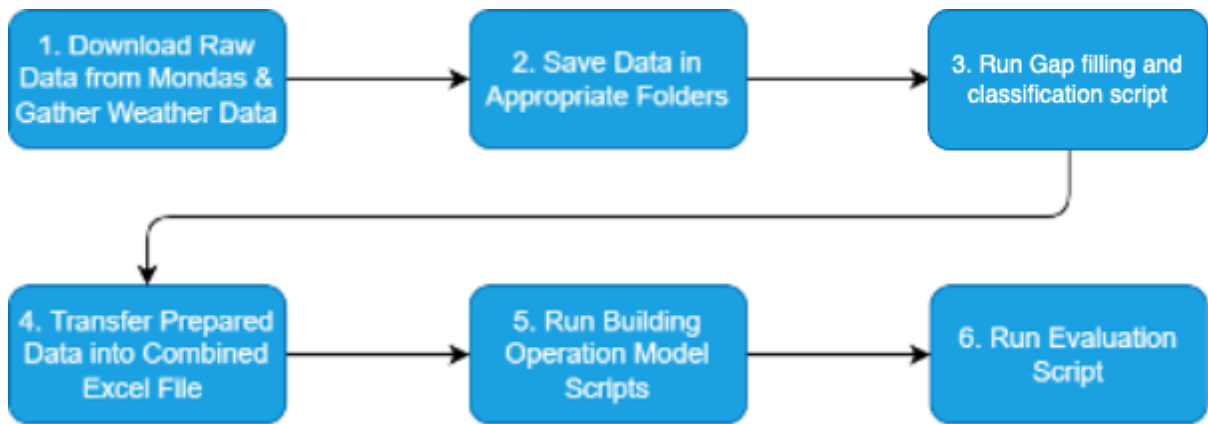 1. Download Raw
Data from Mondas &
Gather Weather Data
2. Save Data in
Appropriate Folders
3. Run Gap filling and
classification script
4. Transfer Prepared
Data into Combined
Excel File
5. Run Building
Operation Model
Scripts
6. Run Evaluation
Script